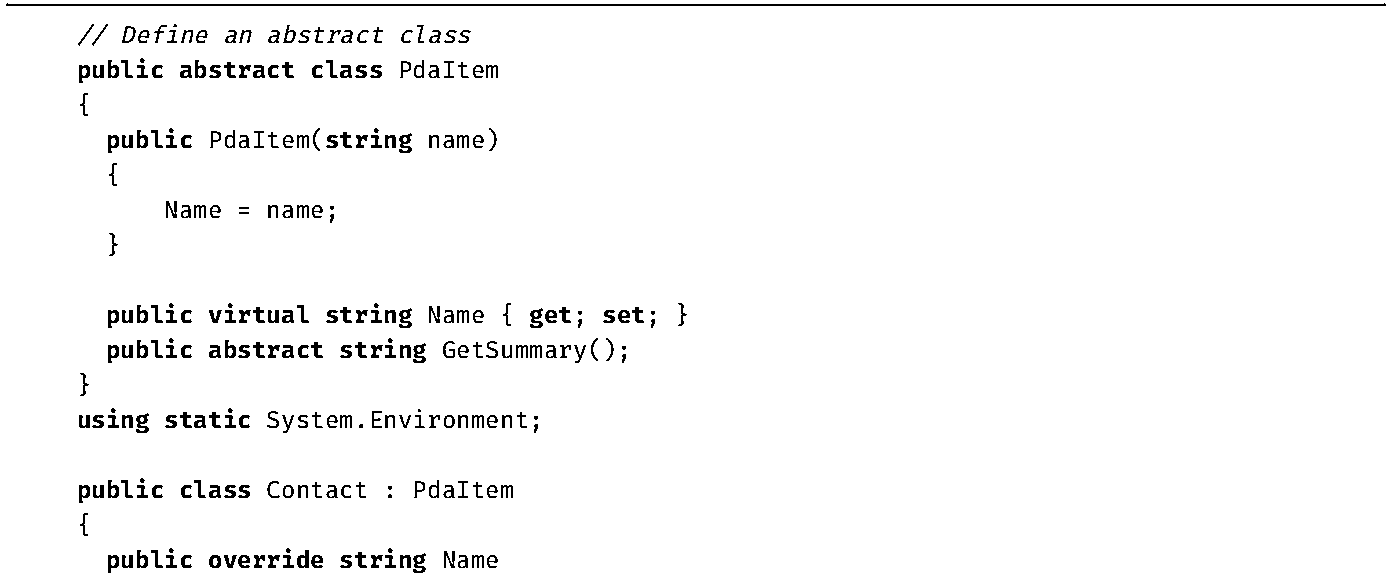 // Define an abstract class
public abstract class PdaItem
{
  public PdaItem(string name)
  {
      Name = name;
  }

  public virtual string Name { get; set; }
  public abstract string GetSummary();
}
using static System.Environment;

public class Contact : PdaItem
{
  public override string Name